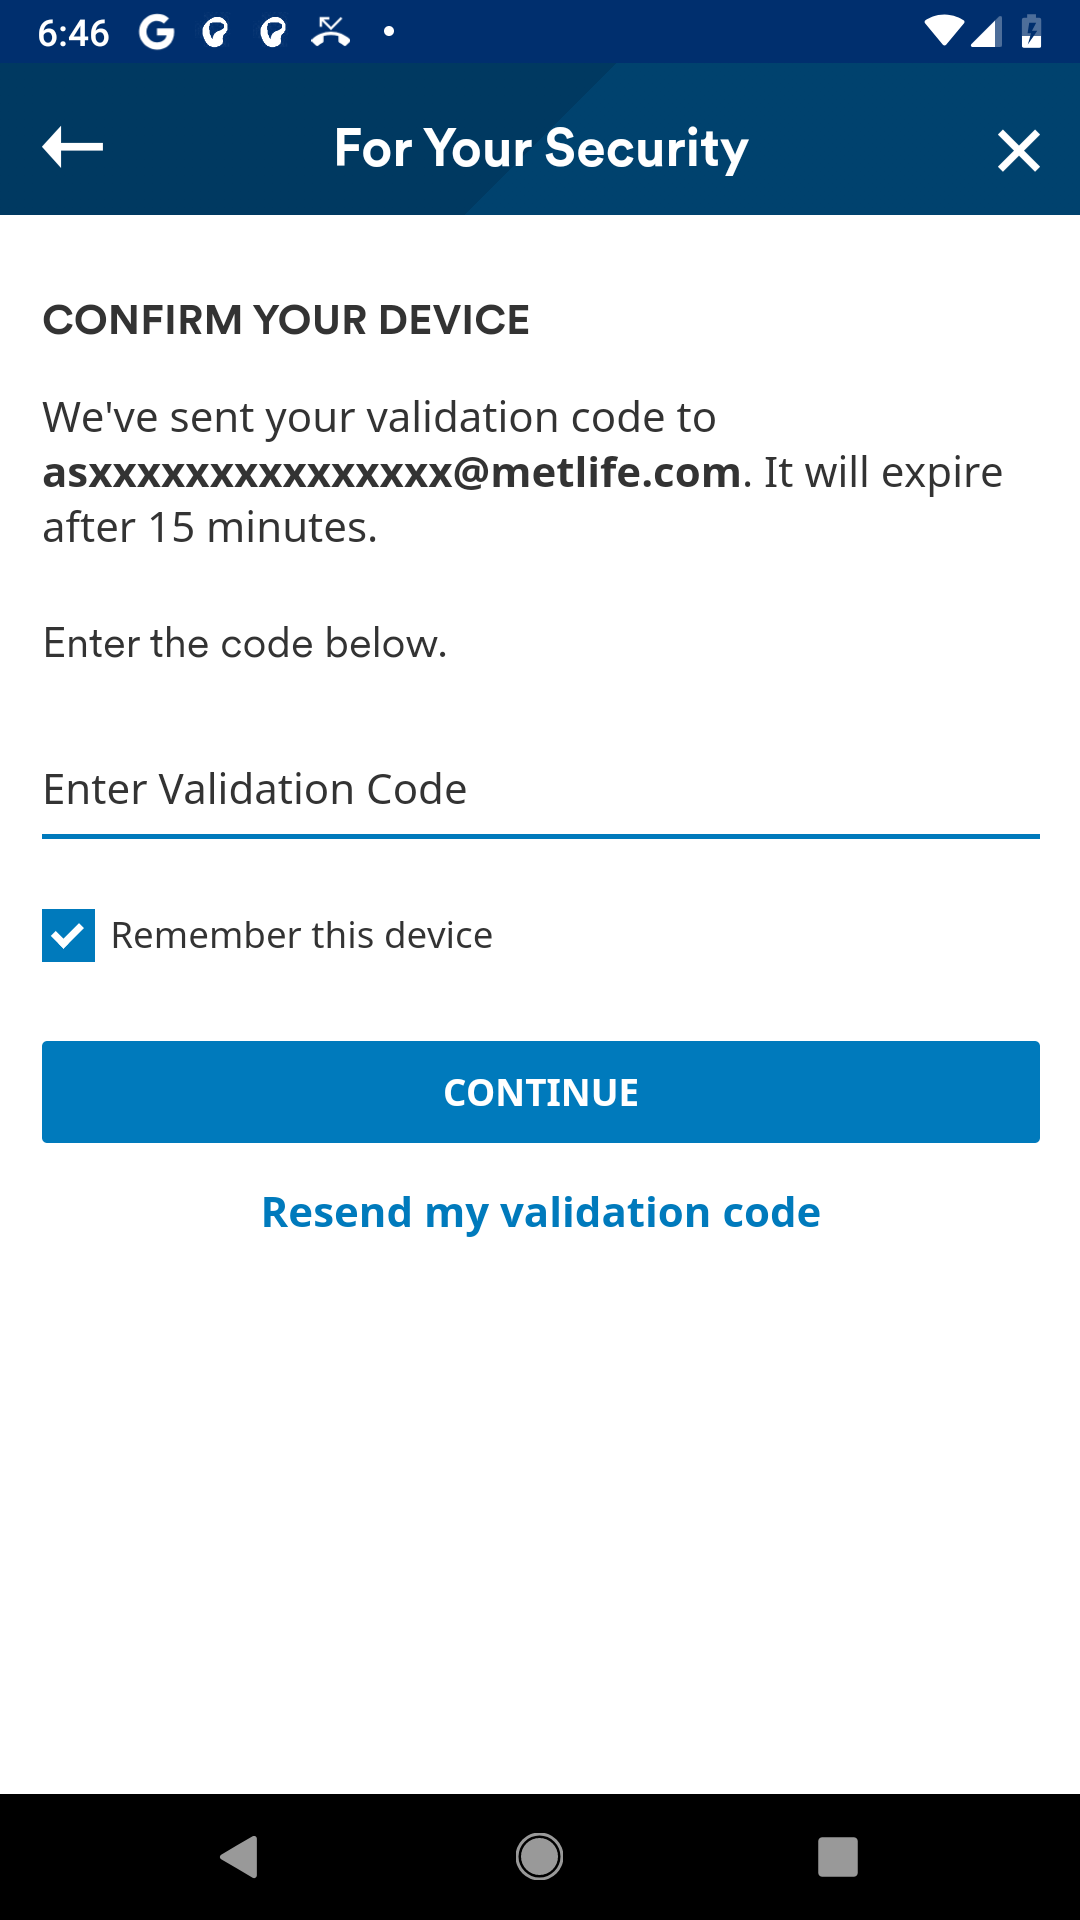 6:46
For Your Security
CONFIRM YOUR DEVICE
We've sent your validation code to
asxxxxxxxxxxxxxxx@metlife.com. It will expire
after 15 minutes.
Enter the code below.
Enter Validation Code
Remember this device
CONTINUE
Resend my validation code